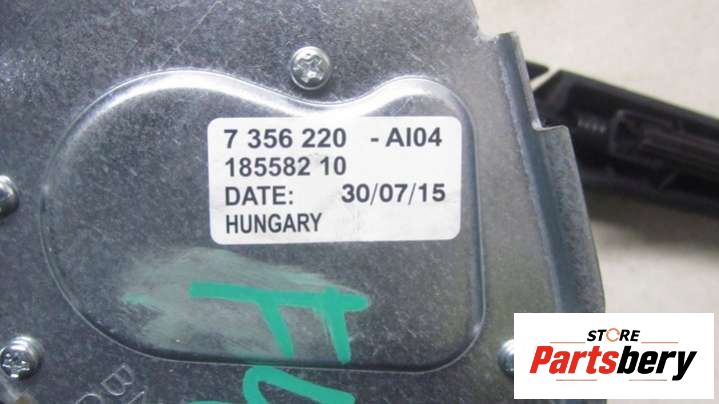 7 356 220 - AI04
185582 10
DATE: 30/07/15
HUNGARY
STORE
Partsbery